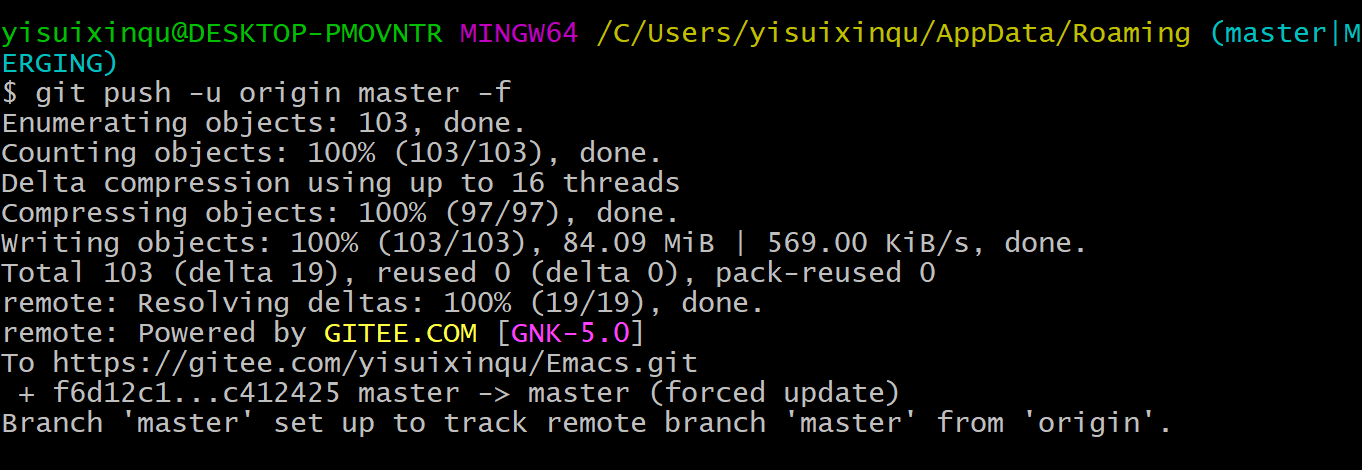 yisuixinqu@DESKTOP-PMOVNTR MINGW64 /C/Users/yisuixinqu/AppData/Roaming (master|M
ERGING)
$ git push -u origin master -f
Enumerating objects: 103, done.
Counting objects: 100% (103/103), done.
Delta compression using up to 16 threads
Compressing objects: 100% (97/97), done.
Writing objects: 100% (103/103), 84.09 MiB | 569.00 KiB/s, done.
Total 103 (delta 19), reused 0 (delta 0), pack-reused 0
remote: Resolving deltas: 100% (19/19), done.
remote: Powered by GITEE.COM [GNK-5.0]
To https://gitee.com/yisuixinqu/Emacs.git
 + f6d12c1...c412425 master -> master (forced update)
Branch 'master' set up to track remote branch 'master' from 'origin'.